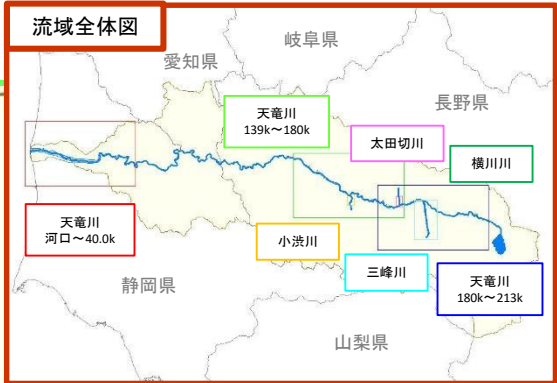 流域全体図
岐阜県
愛知県
長野県
天竜川
139k～180k
太田切川
横川川
天竜川
河口～40.0k
小渋川
三峰川
天竜川
180k～213k
静岡県
山梨県